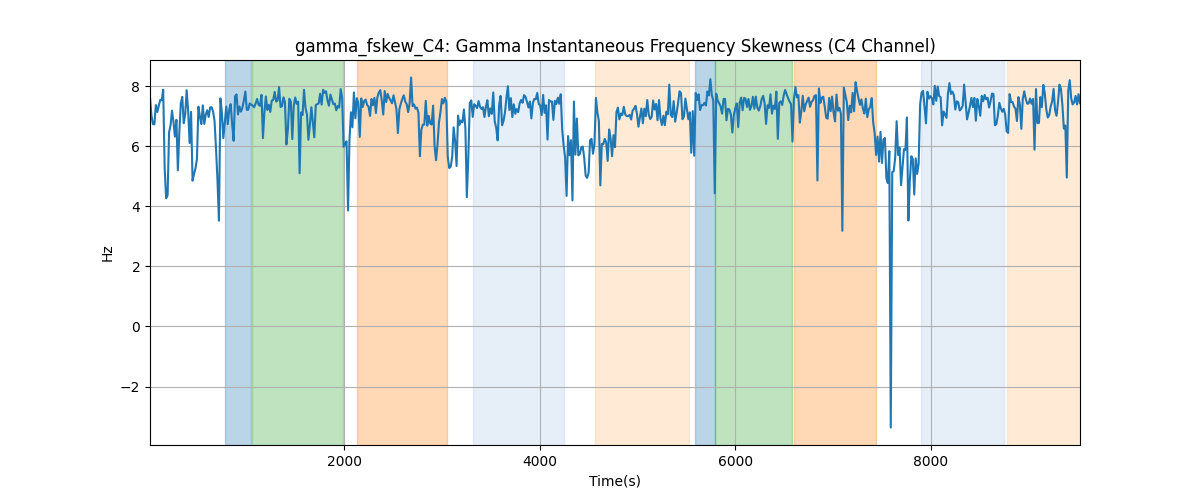 gamma_fskew_C4: Gamma Instantaneous Frequency Skewness (C4 Channel)
8
6
4
2
0
−2
Hz
2000 4000 6000 8000
Time(s)